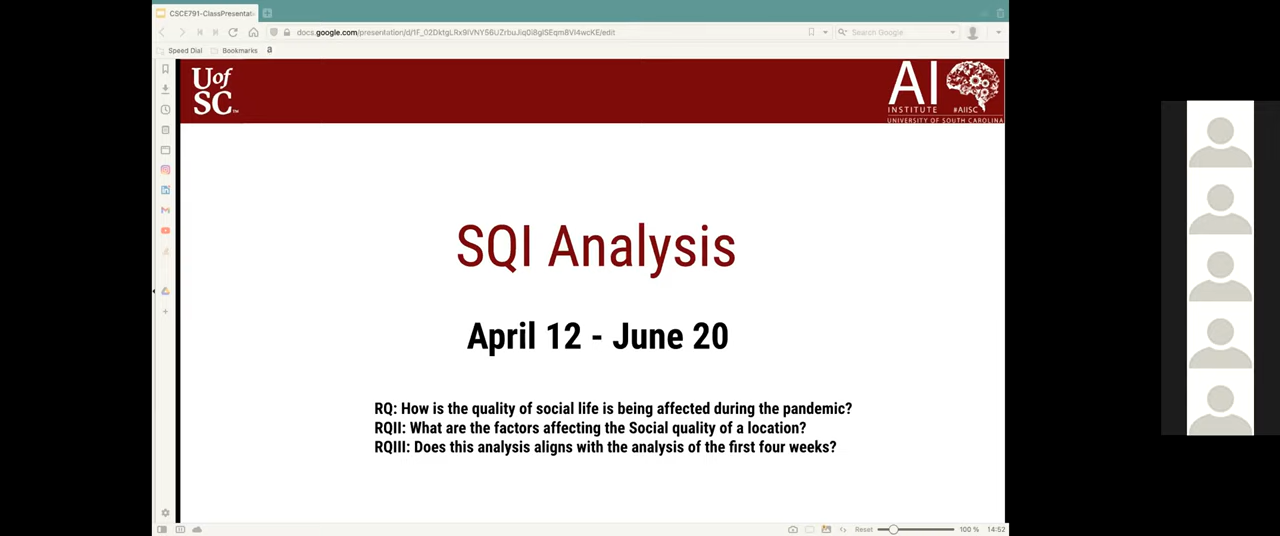 CSCE791-ClassPresentat
docs.google.com/presentation/d/
Search Google
Speed Dial
Bookmarks
a
UofSC
AI
INSTITUTE
#AIISC
UNIVERSITY OF SOUTH CAROLINA
SQI Analysis
April 12 - June 20
RQ: How is the quality of social life is being affected during the pandemic?
RQII: What are the factors affecting the Social quality of a location?
RQIII: Does this analysis aligns with the analysis of the first four weeks?
Reset
100 %
14:52